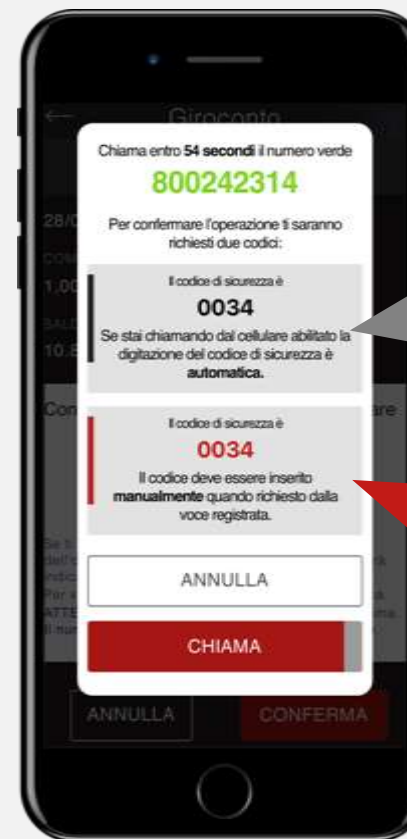 Giroconto
Chiama entro 54 secondi il numero verde
800242314
Per confermare l'operazione ti saranno
richiesti due codici:
Il codice di sicurezza è
0034
Se stai chiamando dal cellulare abilitato la
digitazione del codice di sicurezza è
automatica.
Il codice di sicurezza è
0034
Il codice deve essere inserito
manualmente quando richiesto dalla
voce registrata.
ANNULLA
CHIAMA
ANNULLA
CONFERMA